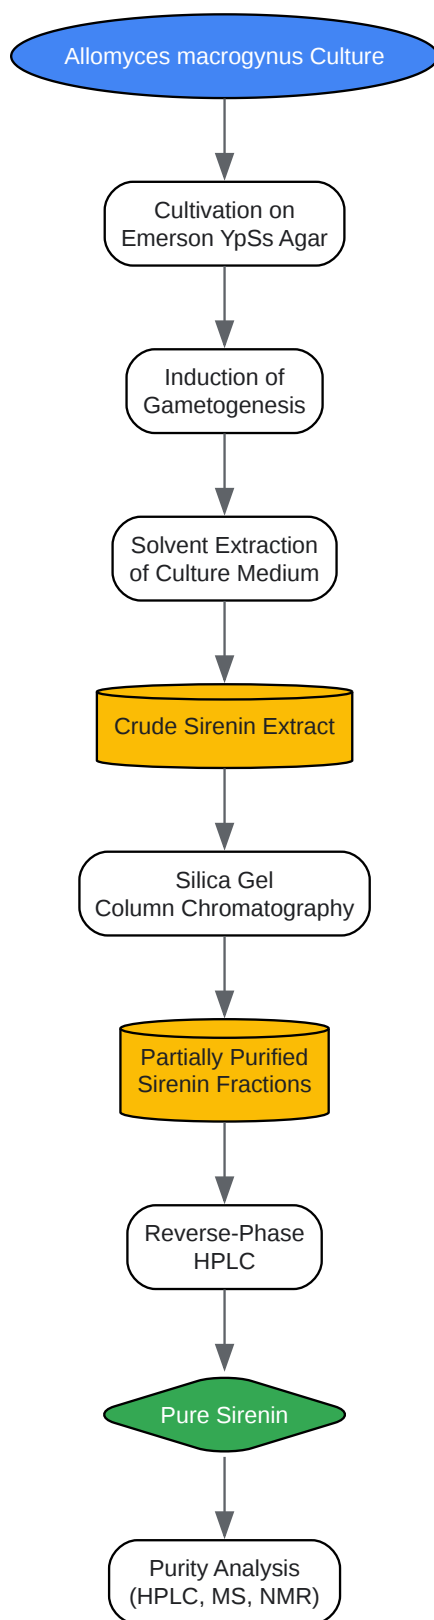 Allomyces macrogynus Culture
Cultivation on
Emerson YpSs Agar
Induction of
Gametogenesis
Solvent Extraction
of Culture Medium
Crude Sirenin Extract
Silica Gel
Column Chromatography
Partially Purified
Sirenin Fractions
Reverse-Phase
HPLC
Pure Sirenin
Purity Analysis
(HPLC, MS, NMR)